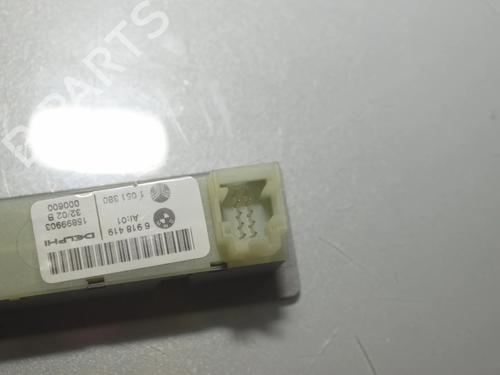 B-PARTS
1 051 380
6 918 419
AI:01
DELPHI
15899903
32/02 B
000600